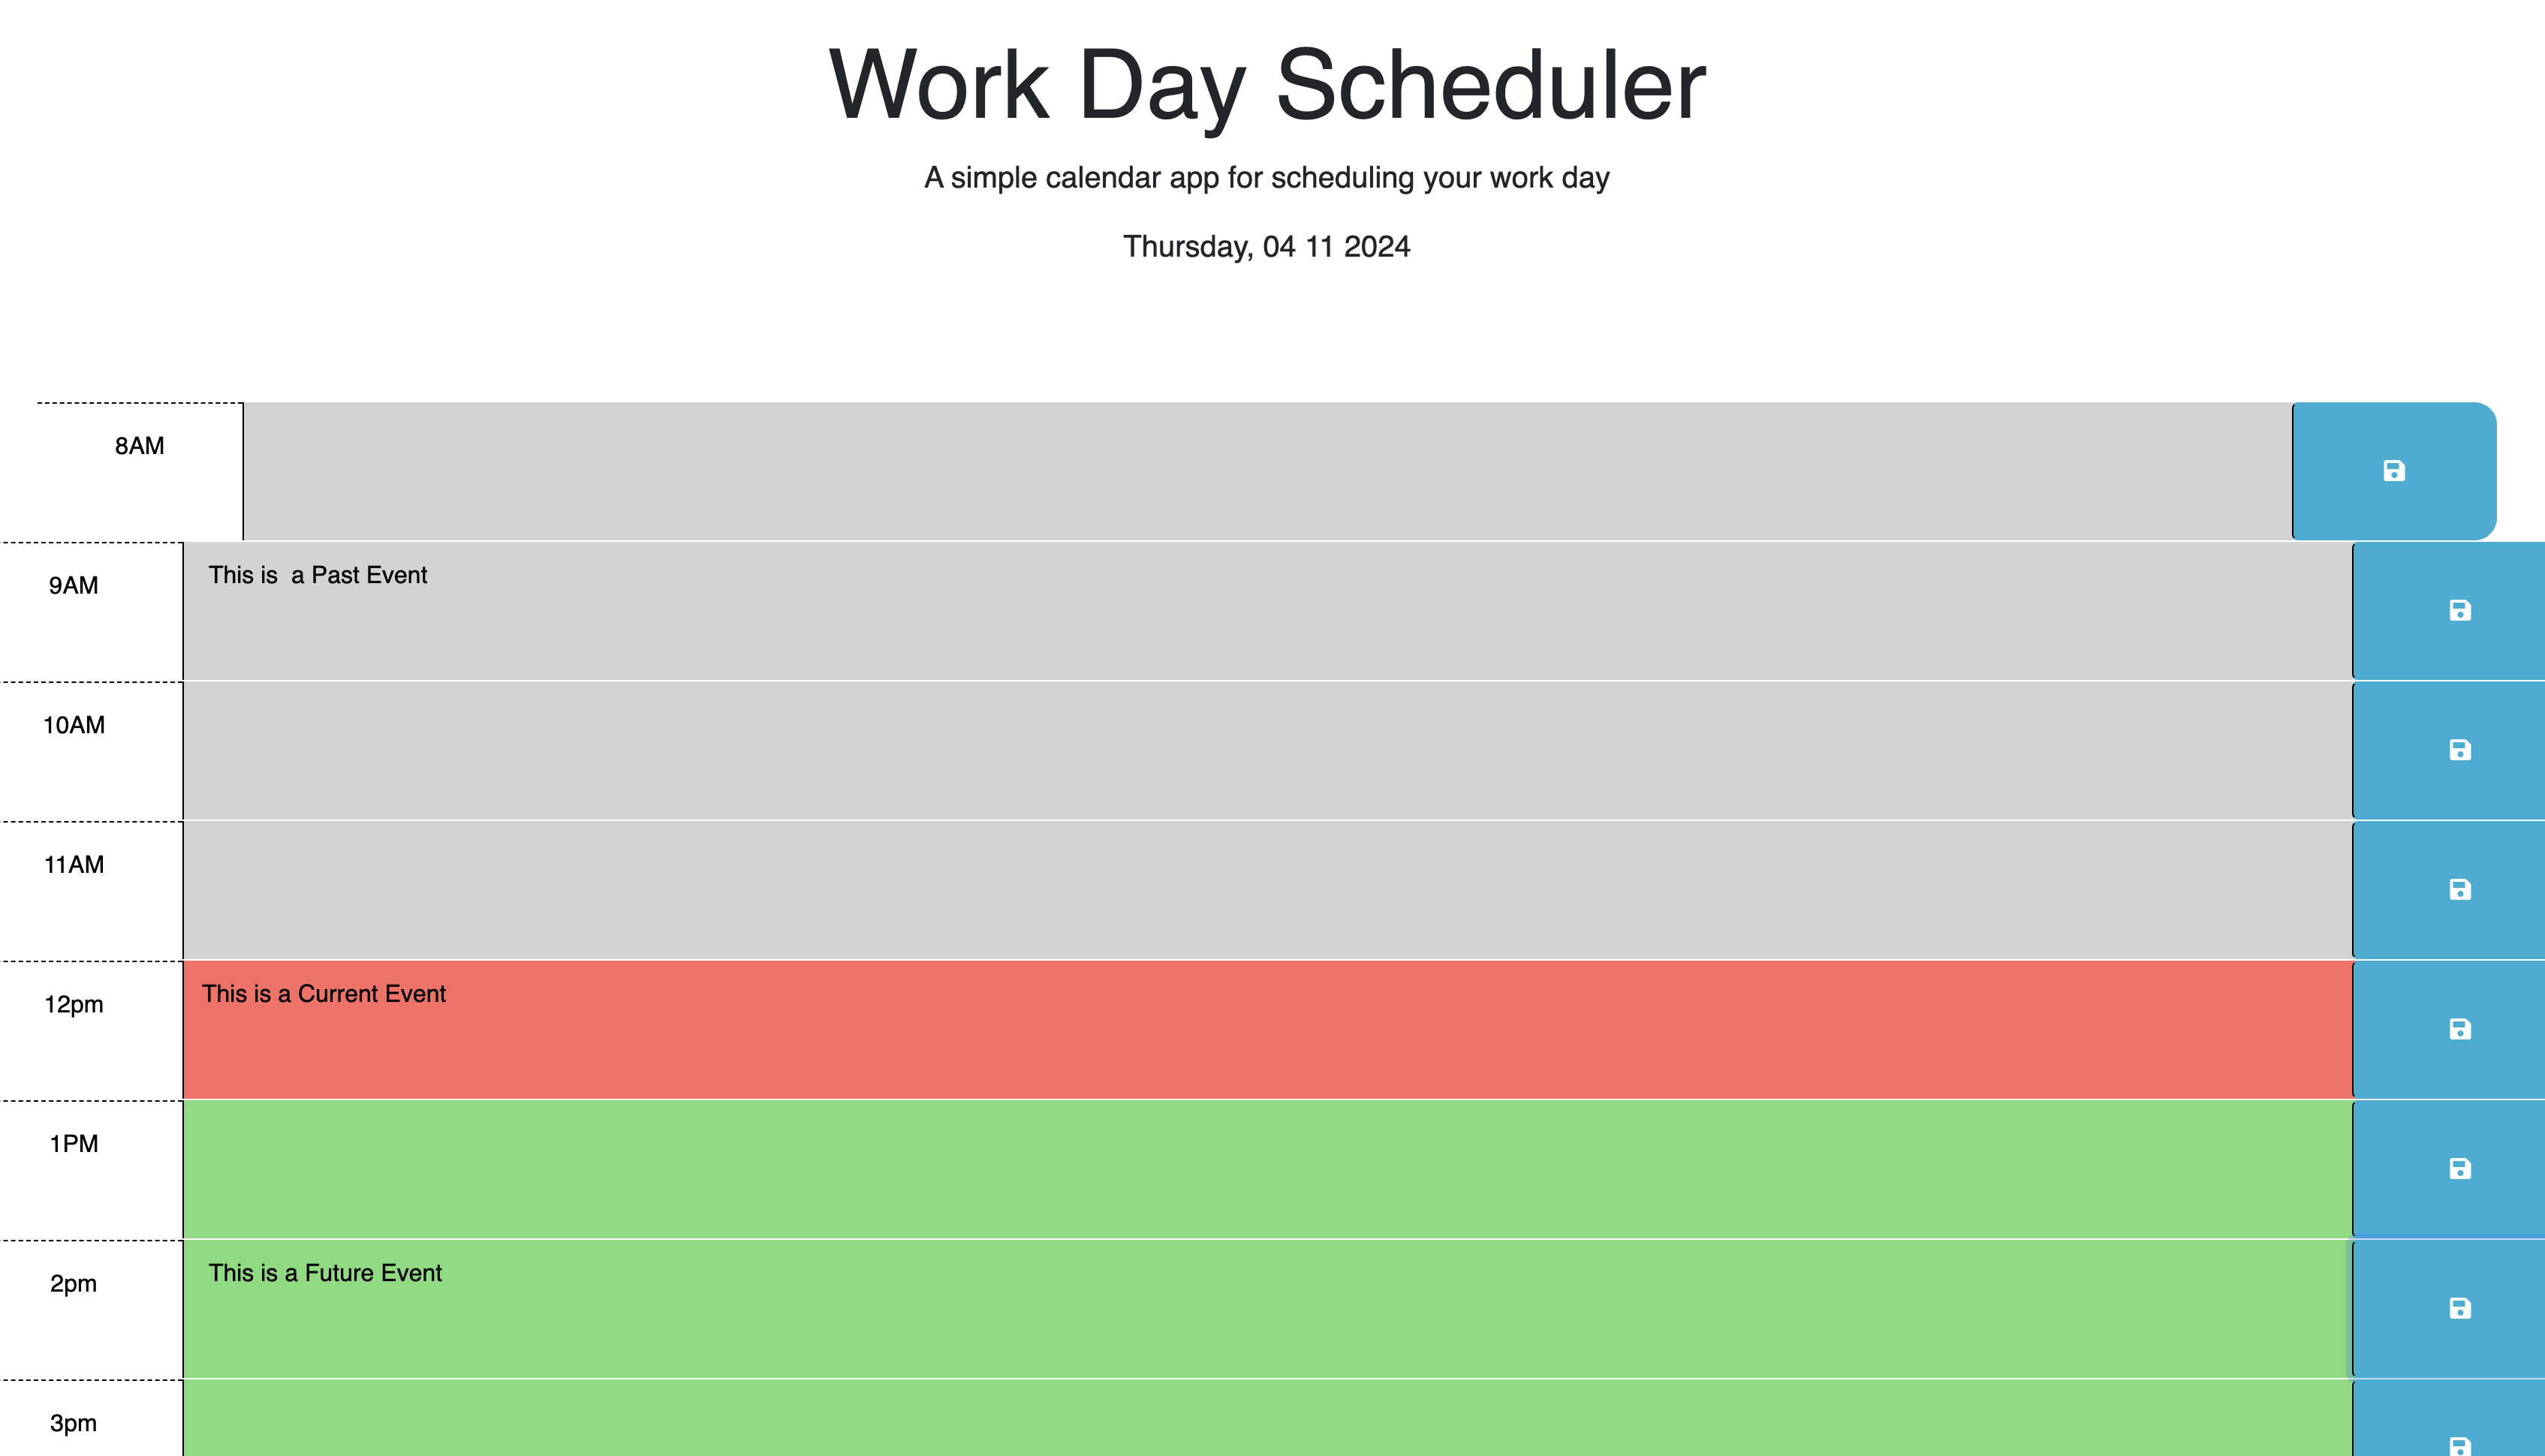 Work Day Scheduler
A simple calendar app for scheduling your work day
Thursday, 04 11 2024
8AM
9AM This is  a Past Event
10AM
11AM
12pm This is a Current Event
1PM
2pm This is a Future Event
3pm